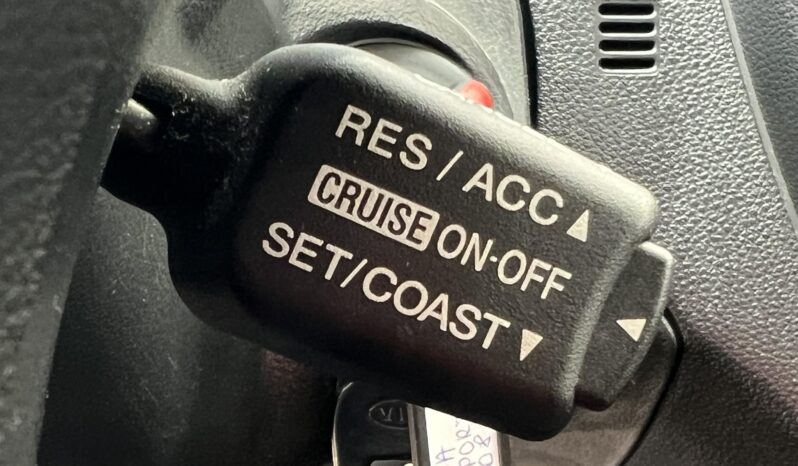 RES / ACC ▲
CRUISE ON-OFF ◀
SET/COAST ▼